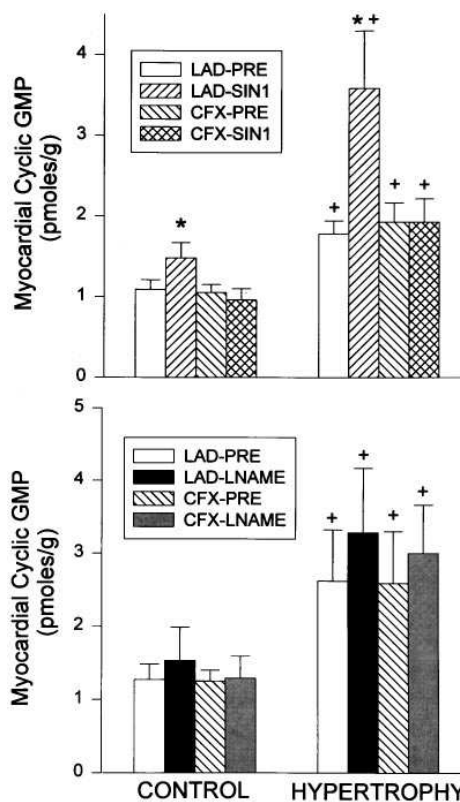 Myocardial Cyclic GMP
(pmoles/g)
4
3
2
1
0
LAD-PRE
LAD-SIN1
CFX-PRE
CFX-SIN1
*
+
*+
+
+
Myocardial Cyclic GMP
(pmoles/g)
5
4
3
2
1
0
LAD-PRE
LAD-LNAME
CFX-PRE
CFX-LNAME
+
+
+
+
CONTROL
HYPERTROPHY